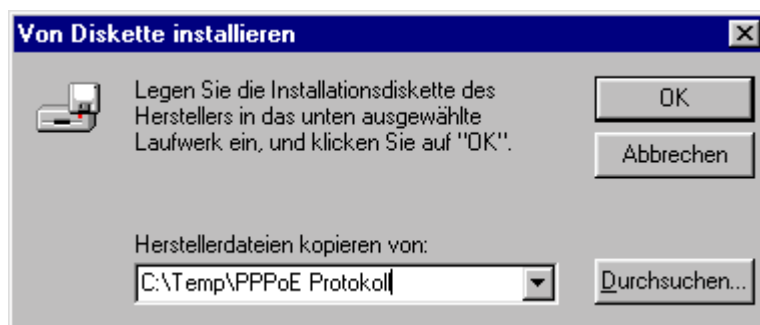 Von Diskette installieren
Legen Sie die Installationsdiskette des
Herstellers in das unten ausgewählte
Laufwerk ein, und klicken Sie auf "OK".
OK
Abbrechen
Herstellerdateien kopieren von:
C:\Temp\PPPoE Protokoll
Durchsuchen...